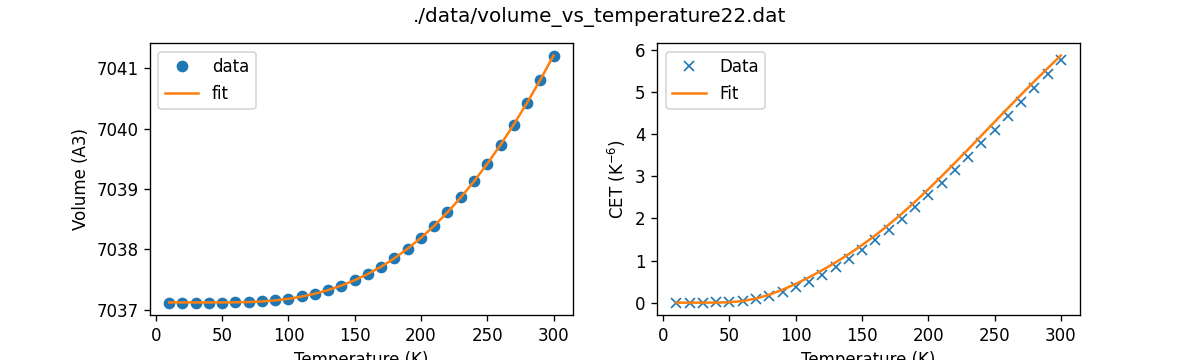 ./data/volume_vs_temperature22.dat
7041
7040
7039
7038
7037
Volume (A3)
data
fit
0 50 100 150 200 250 300
Temperature (K)
6
5
4
3
2
1
0
CET (K⁻⁶)
Data
Fit
0 50 100 150 200 250 300
Temperature (K)